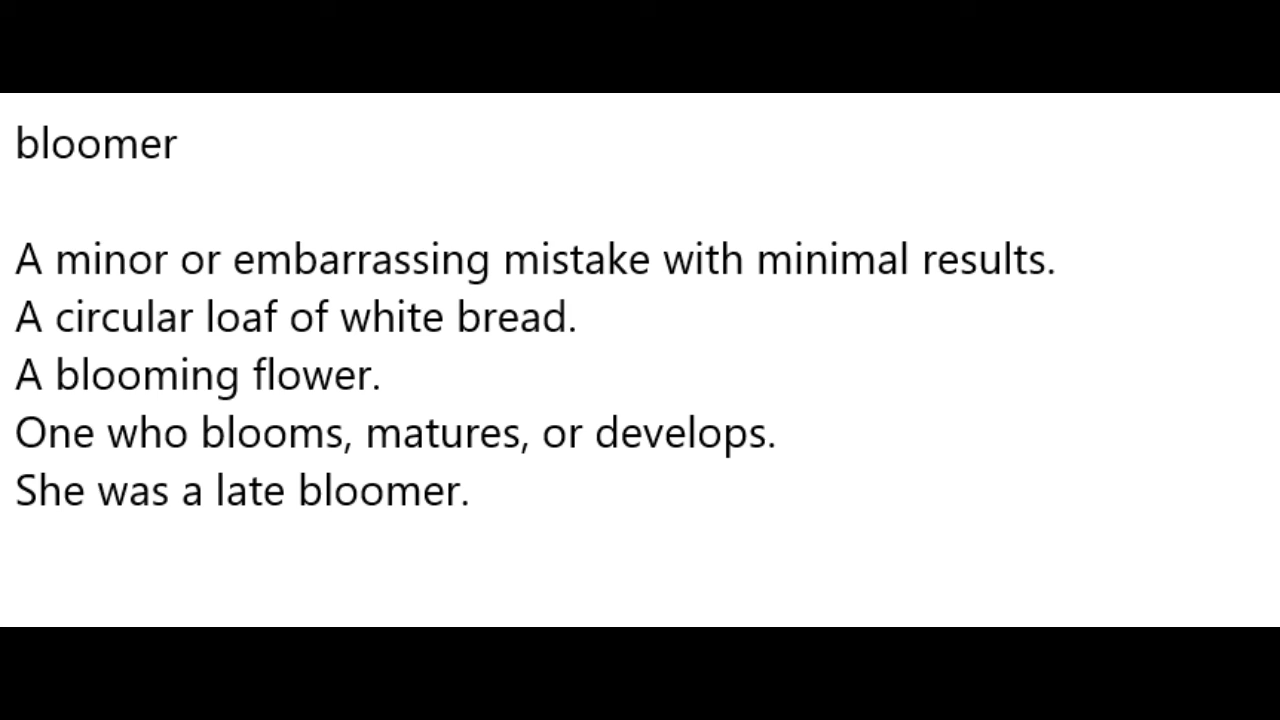 bloomer
A minor or embarrassing mistake with minimal results.
A circular loaf of white bread.
A blooming flower.
One who blooms, matures, or develops.
She was a late bloomer.